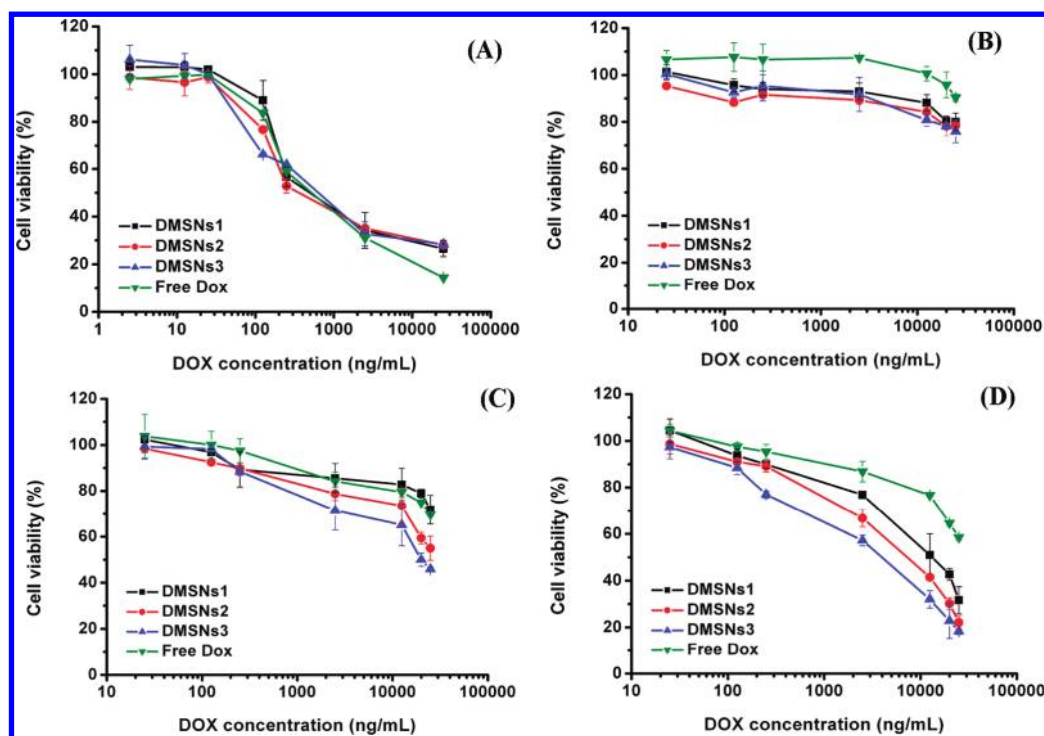 (A)
120
100
80
60
40
20
0
Cell viability (%)
DMSNs1
DMSNs2
DMSNs3
Free Dox
1 10 100 1000 10000 100000
DOX concentration (ng/mL)
(B)
120
100
80
60
40
20
0
Cell viability (%)
DMSNs1
DMSNs2
DMSNs3
Free Dox
10 100 1000 10000 100000
DOX concentration (ng/mL)
(C)
120
100
80
60
40
20
0
Cell viability (%)
DMSNs1
DMSNs2
DMSNs3
Free Dox
10 100 1000 10000 100000
DOX concentration (ng/mL)
(D)
120
100
80
60
40
20
0
Cell viability (%)
DMSNs1
DMSNs2
DMSNs3
Free Dox
10 100 1000 10000 100000
DOX concentration (ng/mL)